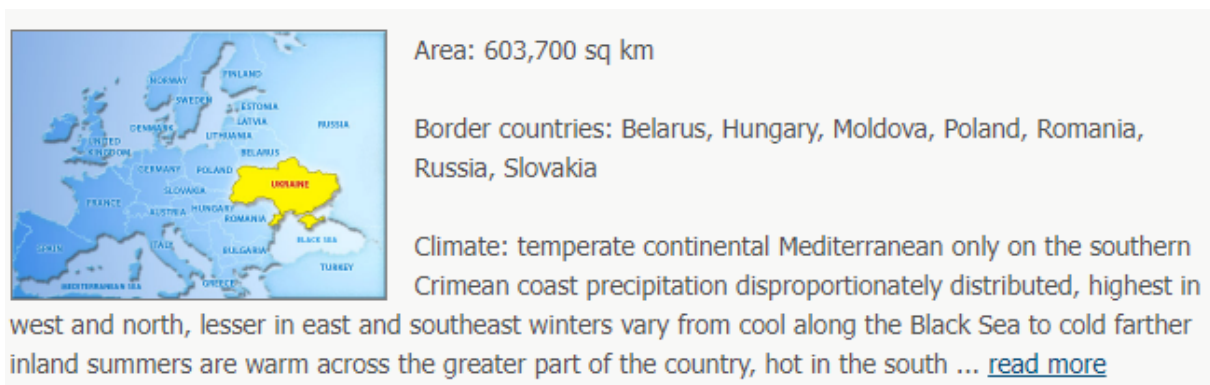 NORWAY
FINLAND
SWEDEN
ESTONIA
LATVIA
RUSSIA
DENMARK
LITHUANIA
UNITED
KINGDOM
BELARUS
GERMANY
POLAND
UKRAINE
SLOVAKIA
FRANCE
AUSTRIA
HUNGARY
ROMANIA
SPAIN
ITALY
BULGARIA
BLACK SEA
TURKEY
MEDITERRANEAN SEA
GREECE
Area: 603,700 sq km
Border countries: Belarus, Hungary, Moldova, Poland, Romania,
Russia, Slovakia
Climate: temperate continental Mediterranean only on the southern
Crimean coast precipitation disproportionately distributed, highest in
west and north, lesser in east and southeast winters vary from cool along the Black Sea to cold farther
inland summers are warm across the greater part of the country, hot in the south ... read more